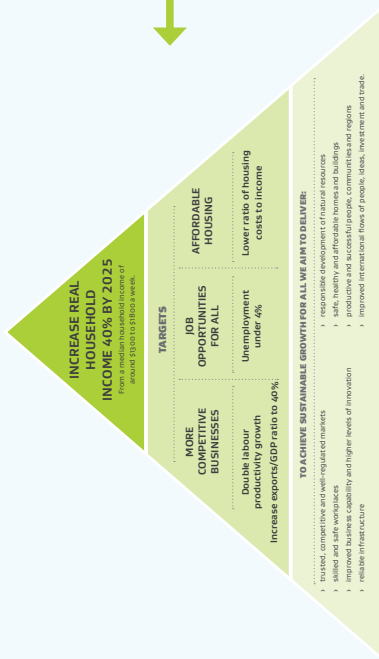 INCREASE REAL
HOUSEHOLD
INCOME 40% BY 2025
From a median household income of
around $1300 to $1800 a week.
TARGETS
MORE
COMPETITIVE
BUSINESSES
Double labour
productivity growth
Increase exports/GDP ratio to 40%
JOB
OPPORTUNITIES
FOR ALL
Unemployment
under 4%
AFFORDABLE
HOUSING
Lower ratio of housing
costs to income
TO ACHIEVE SUSTAINABLE GROWTH FOR ALL WE AIM TO DELIVER:
› trusted, competitive and well-regulated markets
› skilled and safe workplaces
› improved business capability and higher levels of innovation
› reliable infrastructure
› responsible development of natural resources
› safe, healthy and affordable homes and buildings
› productive and successful people, communities and regions
› improved international flows of people, ideas, investment and trade.